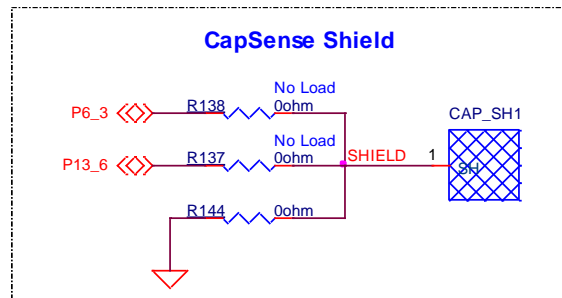 CapSense Shield
No Load
P6_3 R138 0ohm CAP_SH1
No Load
P13_6 R137 0ohm SHIELD 1 SH
R144 0ohm